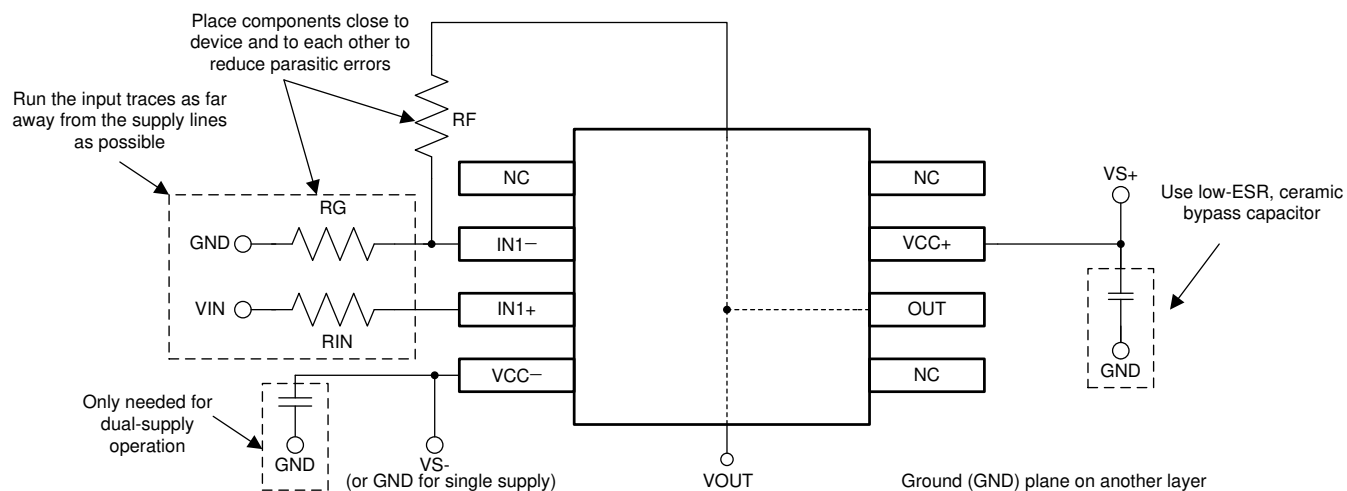 Place components close to
device and to each other to
reduce parasitic errors
Run the input traces as far
away from the supply lines
as possible
RF
NC
NC
VS+
Use low-ESR, ceramic
bypass capacitor
RG
GND
IN1−
VCC+
VIN
IN1+
OUT
RIN
VCC−
NC
GND
Only needed for
dual-supply
operation
GND
VS-
(or GND for single supply)
VOUT
Ground (GND) plane on another layer